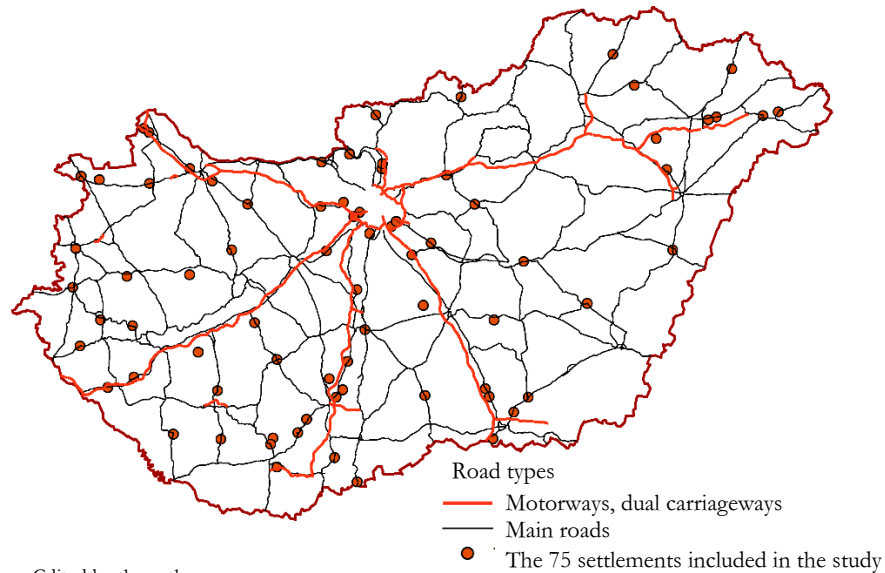 Road types
Motorways, dual carriageways
Main roads
The 75 settlements included in the study